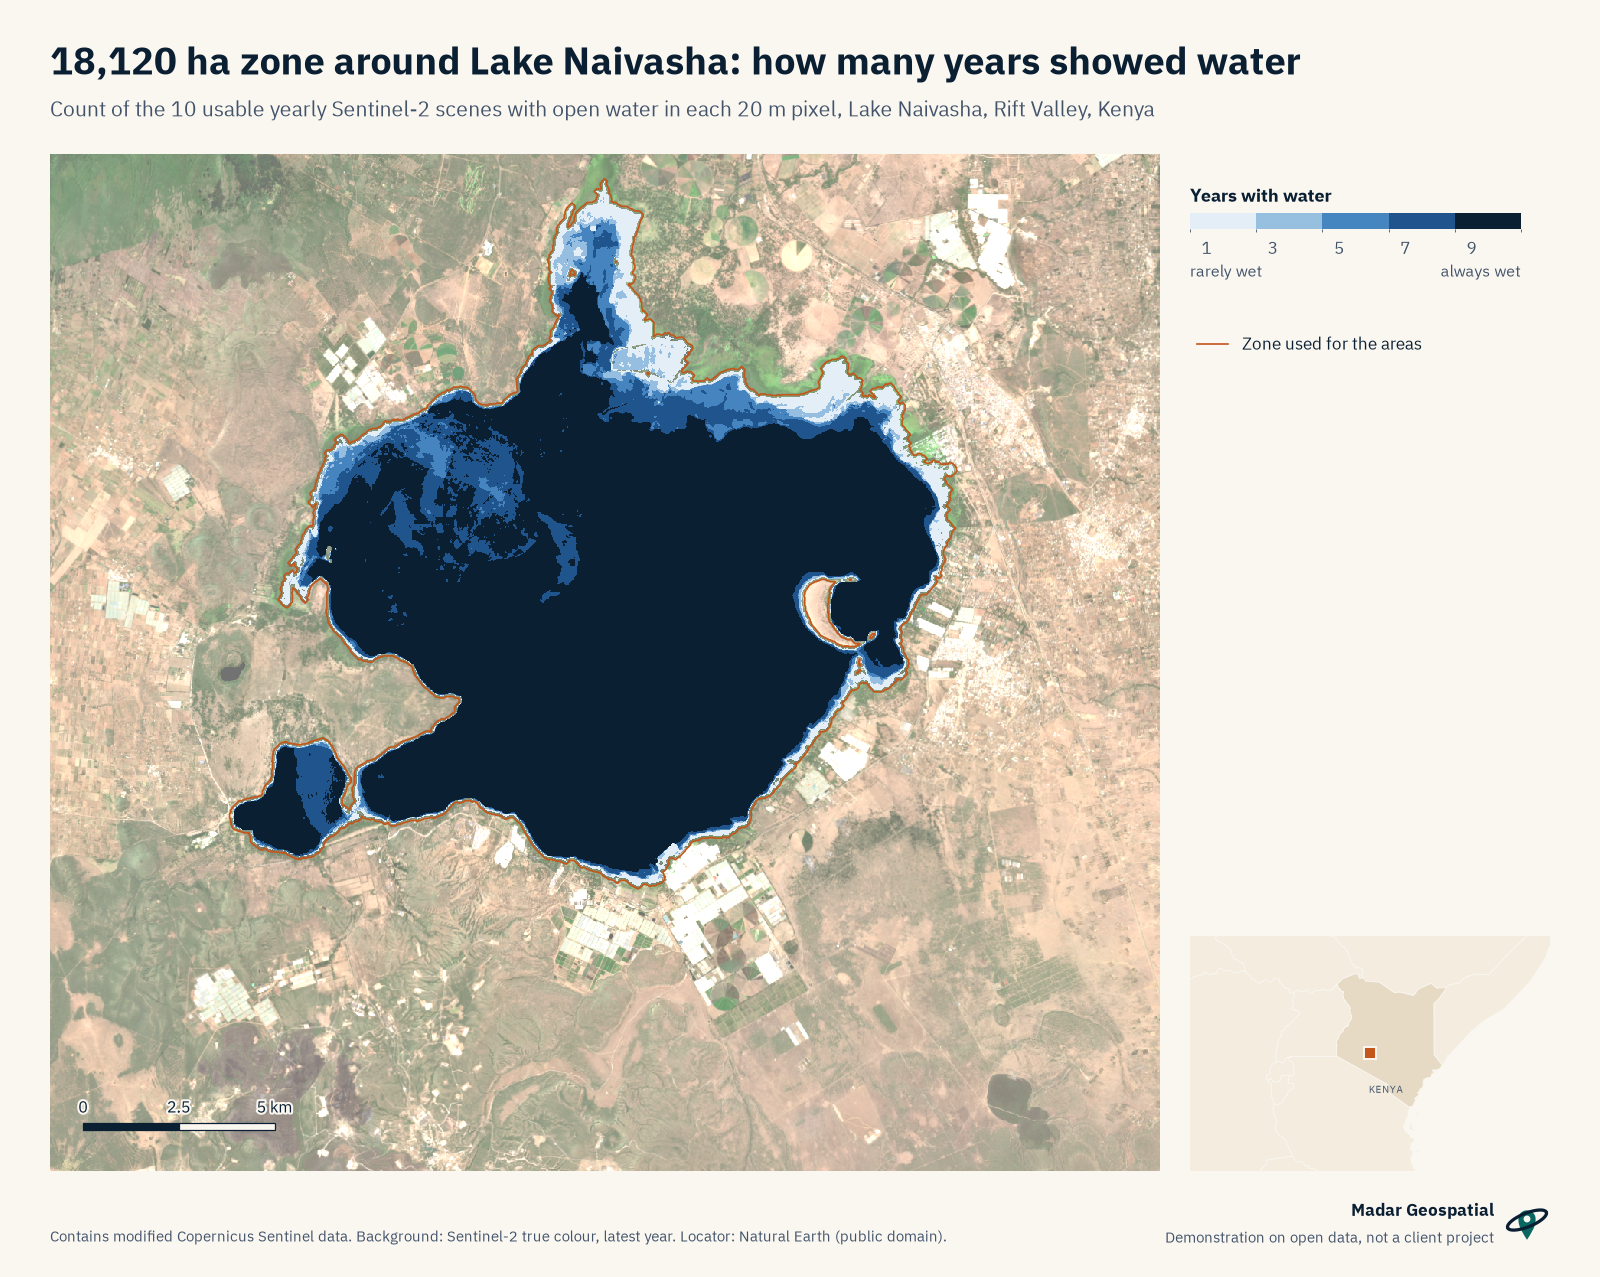 18,120 ha zone around Lake Naivasha: how many years showed water
Count of the 10 usable yearly Sentinel-2 scenes with open water in each 20 m pixel, Lake Naivasha, Rift Valley, Kenya
Years with water
1 3 5 7 9
rarely wet always wet
Zone used for the areas
KENYA
0 2.5 5 km
Madar Geospatial
Contains modified Copernicus Sentinel data. Background: Sentinel-2 true colour, latest year. Locator: Natural Earth (public domain).
Demonstration on open data, not a client project